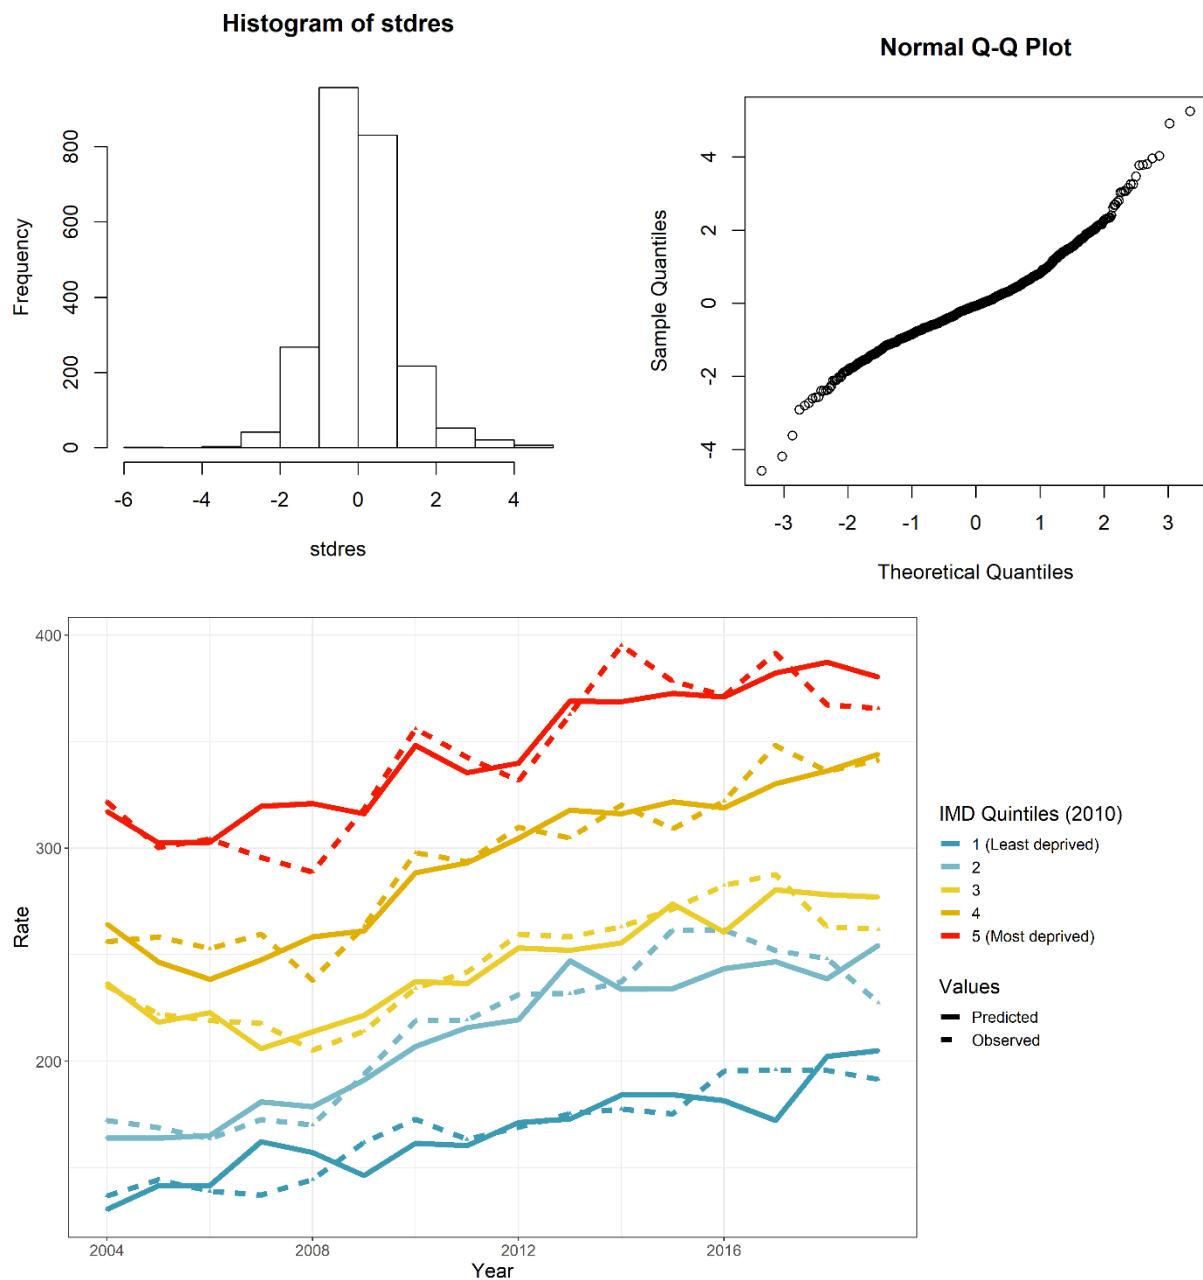 Histogram of stdres
Frequency
0 200 400 600 800
-6 -4 -2 0 2 4
stdres
Normal Q-Q Plot
Sample Quantiles
-4 -2 0 2 4
-3 -2 -1 0 1 2 3
Theoretical Quantiles
Rate
400
300
200
2004 2008 2012 2016
Year
IMD Quintiles (2010)
1 (Least deprived)
2
3
4
5 (Most deprived)
Values
Predicted
Observed